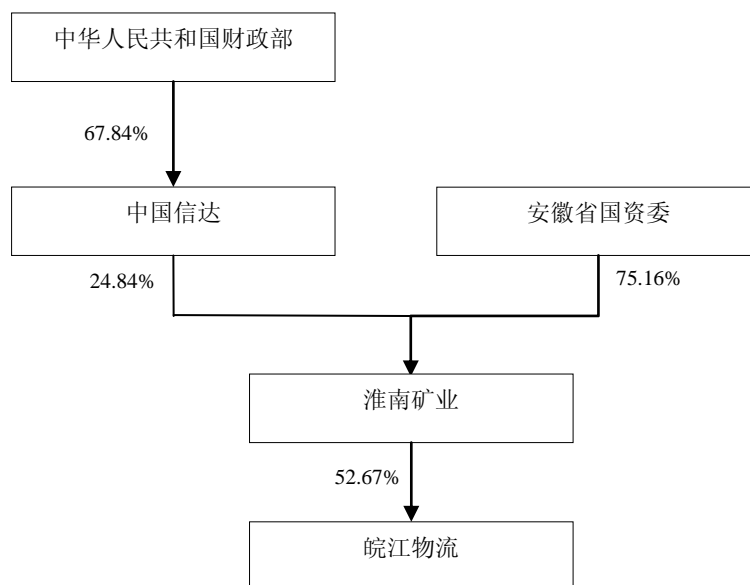 中华人民共和国财政部
67.84%
中国信达
安徽省国资委
24.84%
75.16%
淮南矿业
52.67%
皖江物流